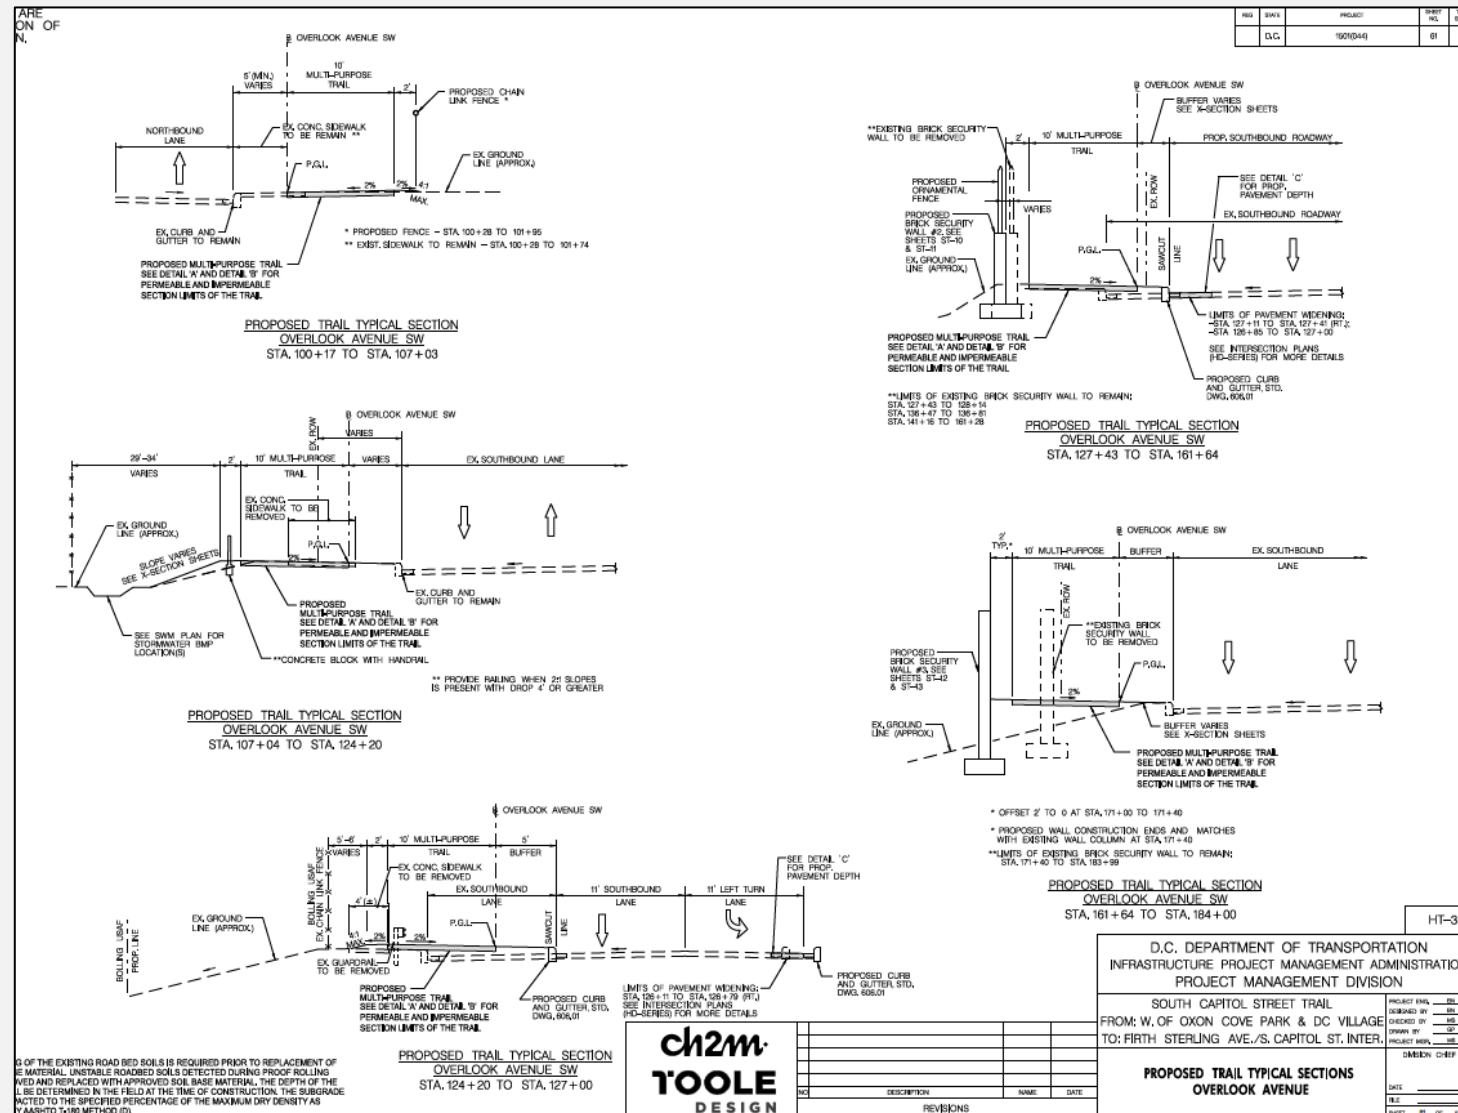 ARE
ON OF
N.
REG STATE PROJECT SHEET NO.
D.C. 1501(044) 61
OVERLOOK AVENUE SW
5' (MIN.)
VARIES
10'
MULTI-PURPOSE
TRAIL
2'
PROPOSED CHAIN
LINK FENCE *
NORTHBOUND
LANE
EX. CONC. SIDEWALK
TO BE REMAIN **
P.G.L.
EX. GROUND
LINE (APPROX.)
2%
2%
4:1
MAX.
EX. CURB AND
GUTTER TO REMAIN
* PROPOSED FENCE - STA. 100+28 TO 101+95
** EXIST. SIDEWALK TO REMAIN - STA. 100+28 TO 101+74
PROPOSED MULTI-PURPOSE TRAIL
SEE DETAIL 'A' AND DETAIL 'B' FOR
PERMEABLE AND IMPERMEABLE
SECTION LIMITS OF THE TRAIL
PROPOSED TRAIL TYPICAL SECTION
OVERLOOK AVENUE SW
STA. 100+17 TO STA. 107+03
OVERLOOK AVENUE SW
BUFFER VARIES
SEE X-SECTION SHEETS
**EXISTING BRICK SECURITY
WALL TO BE REMOVED
2'
10' MULTI-PURPOSE
TRAIL
PROP. SOUTHBOUND ROADWAY
PROPOSED
ORNAMENTAL
FENCE
VARIES
EX. ROW
SEE DETAIL 'C'
FOR PROP.
PAVEMENT DEPTH
PROPOSED
BRICK SECURITY
WALL #2. SEE
SHEETS ST-10
& ST-11
EX. SOUTHBOUND ROADWAY
EX. GROUND
LINE (APPROX.)
P.G.L.
SAWCUT
LINE
2%
LIMITS OF PAVEMENT WIDENING:
-STA. 127+11 TO STA. 127+41 (RT.);
-STA 126+85 TO STA. 127+00
SEE INTERSECTION PLANS
(HD-SERIES) FOR MORE DETAILS
PROPOSED MULTI-PURPOSE TRAIL
SEE DETAIL 'A' AND DETAIL 'B' FOR
PERMEABLE AND IMPERMEABLE
SECTION LIMITS OF THE TRAIL
PROPOSED CURB
AND GUTTER, STD.
DWG. 606.01
**LIMITS OF EXISTING BRICK SECURITY WALL TO REMAIN:
STA. 127+43 TO 128+14
STA. 136+47 TO 136+81
STA. 141+16 TO 161+28
PROPOSED TRAIL TYPICAL SECTION
OVERLOOK AVENUE SW
STA. 127+43 TO STA. 161+64
OVERLOOK AVENUE SW
EX. ROW
VARIES
29'-34'
VARIES
2'
10' MULTI-PURPOSE
TRAIL
VARIES
EX. SOUTHBOUND LANE
EX. CONC.
SIDEWALK TO BE
REMOVED
EX. GROUND
LINE (APPROX.)
SLOPE VARIES
SEE X-SECTION SHEETS
P.G.L.
2%
EX. CURB AND
GUTTER TO REMAIN
PROPOSED
MULTI-PURPOSE TRAIL
SEE DETAIL 'A' AND DETAIL 'B' FOR
PERMEABLE AND IMPERMEABLE
SECTION LIMITS OF THE TRAIL
SEE SWM PLAN FOR
STORMWATER BMP
LOCATION(S)
**CONCRETE BLOCK WITH HANDRAIL
** PROVIDE RAILING WHEN 2:1 SLOPES
IS PRESENT WITH DROP 4' OR GREATER
PROPOSED TRAIL TYPICAL SECTION
OVERLOOK AVENUE SW
STA. 107+04 TO STA. 124+20
OVERLOOK AVENUE SW
2'
TYP.*
10' MULTI-PURPOSE
TRAIL
BUFFER
EX. SOUTHBOUND
LANE
EX. ROW
**EXISTING BRICK
SECURITY WALL
TO BE REMOVED
PROPOSED
BRICK SECURITY
WALL #3. SEE
SHEETS ST-42
& ST-43
P.G.L.
2%
EX. GROUND
LINE (APPROX.)
BUFFER VARIES
SEE X-SECTION SHEETS
PROPOSED MULTI-PURPOSE TRAIL
SEE DETAIL 'A' AND DETAIL 'B' FOR
PERMEABLE AND IMPERMEABLE
SECTION LIMITS OF THE TRAIL
* OFFSET 2' TO 0 AT STA. 171+00 TO 171+40
* PROPOSED WALL CONSTRUCTION ENDS AND MATCHES
WITH EXISTING WALL COLUMN AT STA. 171+40
**LIMITS OF EXISTING BRICK SECURITY WALL TO REMAIN:
STA. 171+40 TO STA. 183+99
PROPOSED TRAIL TYPICAL SECTION
OVERLOOK AVENUE SW
STA. 161+64 TO STA. 184+00
OVERLOOK AVENUE SW
5'-6'
VARIES
2'
10' MULTI-PURPOSE
TRAIL
5'
BUFFER
BOLLING USAF
EX. CHAIN LINK FENCE
EX. CONC. SIDEWALK
TO BE REMOVED
SEE DETAIL 'C'
FOR PROP.
PAVEMENT DEPTH
EX. SOUTHBOUND
LANE
11' SOUTHBOUND
LANE
11' LEFT TURN
LANE
4' (±)
EX. GROUND
LINE (APPROX.)
P.G.L.
SAWCUT
LINE
BOLLING USAF
PROP. LINE
4:1
MAX.
2%
2%
EX. GUARDRAIL
TO BE REMOVED
PROPOSED
MULTI-PURPOSE TRAIL
SEE DETAIL 'A' AND DETAIL 'B' FOR
PERMEABLE AND IMPERMEABLE
SECTION LIMITS OF THE TRAIL
PROPOSED CURB
AND GUTTER, STD.
DWG. 606.01
LIMITS OF PAVEMENT WIDENING:
STA. 126+11 TO STA. 126+79 (RT.)
SEE INTERSECTION PLANS
(HD-SERIES) FOR MORE DETAILS
PROPOSED CURB
AND GUTTER, STD.
DWG. 606.01
PROPOSED TRAIL TYPICAL SECTION
OVERLOOK AVENUE SW
STA. 124+20 TO STA. 127+00
G OF THE EXISTING ROAD BED SOILS IS REQUIRED PRIOR TO REPLACEMENT OF
E MATERIAL. UNSTABLE ROADBED SOILS DETECTED DURING PROOF ROLLING
VED AND REPLACED WITH APPROVED SOIL BASE MATERIAL. THE DEPTH OF THE
L BE DETERMINED IN THE FIELD AT THE TIME OF CONSTRUCTION. THE SUBGRADE
ACTED TO THE SPECIFIED PERCENTAGE OF THE MAXIMUM DRY DENSITY AS
Y AASHTO T-180 METHOD (D).
ch2m
TOOLE
DESIGN
NO DESCRIPTION NAME DATE
REVISIONS
HT-3
D.C. DEPARTMENT OF TRANSPORTATION
INFRASTRUCTURE PROJECT MANAGEMENT ADMINISTRATIO
PROJECT MANAGEMENT DIVISION
SOUTH CAPITOL STREET TRAIL
FROM: W. OF OXON COVE PARK & DC VILLAGE
TO: FIRTH STERLING AVE./S. CAPITOL ST. INTER.
PROPOSED TRAIL TYPICAL SECTIONS
OVERLOOK AVENUE
PROJECT ENG.
DESIGNED BY
CHECKED BY
DRAWN BY
PROJECT MGR.
DIVISION CHIEF
DATE
FILE